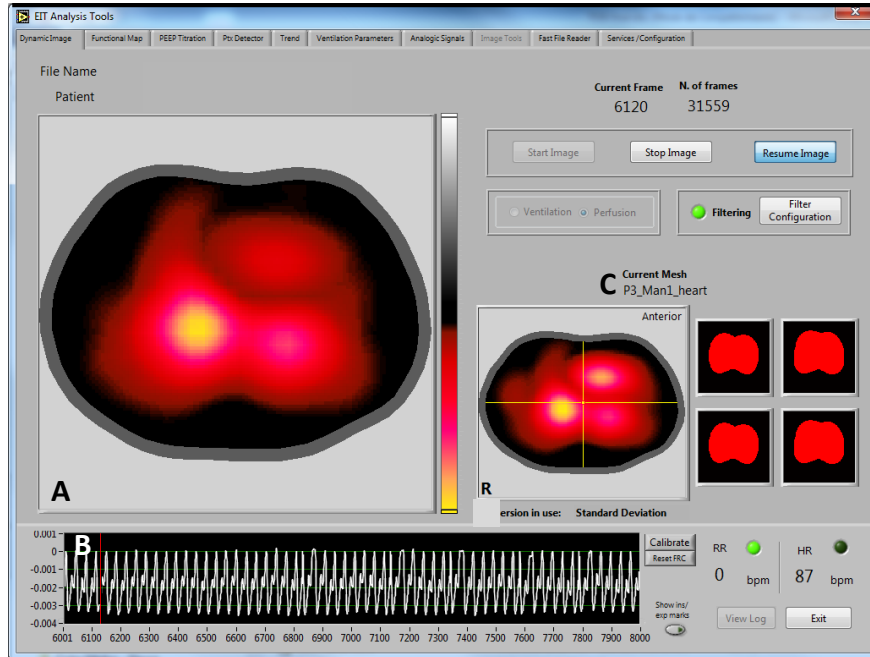 EIT Analysis Tools
Dynamic Image Functional Map PEEP Titration Ptx Detector Trend Ventilation Parameters Analogic Signals Image Tools Fast File Reader Services /Configuration
File Name
Patient
Current Frame N. of frames
6120 31559
Start Image Stop Image Resume Image
Ventilation Perfusion Filtering Filter Configuration
C Current Mesh
P3_Man1_heart
Anterior
A
R
ersion in use: Standard Deviation
B
0.001
0
-0.001
-0.002
-0.003
-0.004
6001 6100 6200 6300 6400 6500 6600 6700 6800 6900 7000 7100 7200 7300 7400 7500 7600 7700 7800 7900 8000
Calibrate
Reset FRC
Show ins/
exp marks
RR HR
0 bpm 87 bpm
View Log Exit